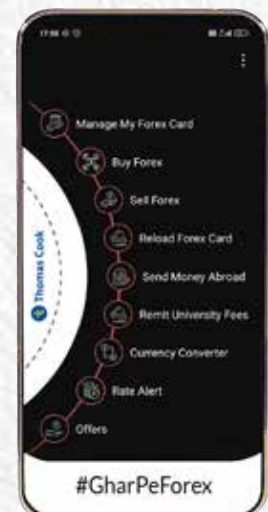 Manage My Forex Card
Buy Forex
Sell Forex
Reload Forex Card
Send Money Abroad
Remit University Fees
Currency Converter
Rate Alert
Offers
Thomas Cook
#GharPeForex